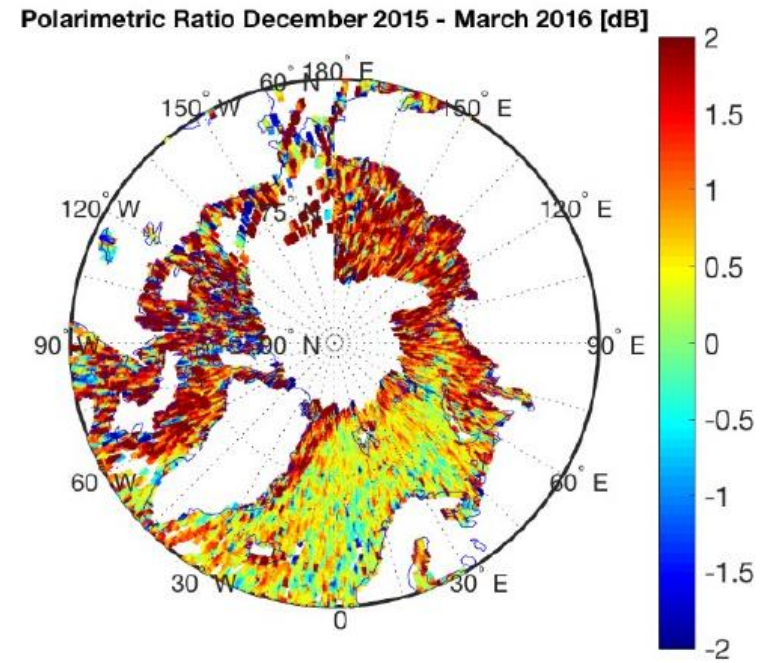 Polarimetric Ratio December 2015 - March 2016 [dB]
60° N
180° E
150° W
150° E
75° N
120° W
120° E
90° W
90° N
90° E
60° W
60° E
30° W
30° E
0°
2
1.5
1
0.5
0
-0.5
-1
-1.5
-2